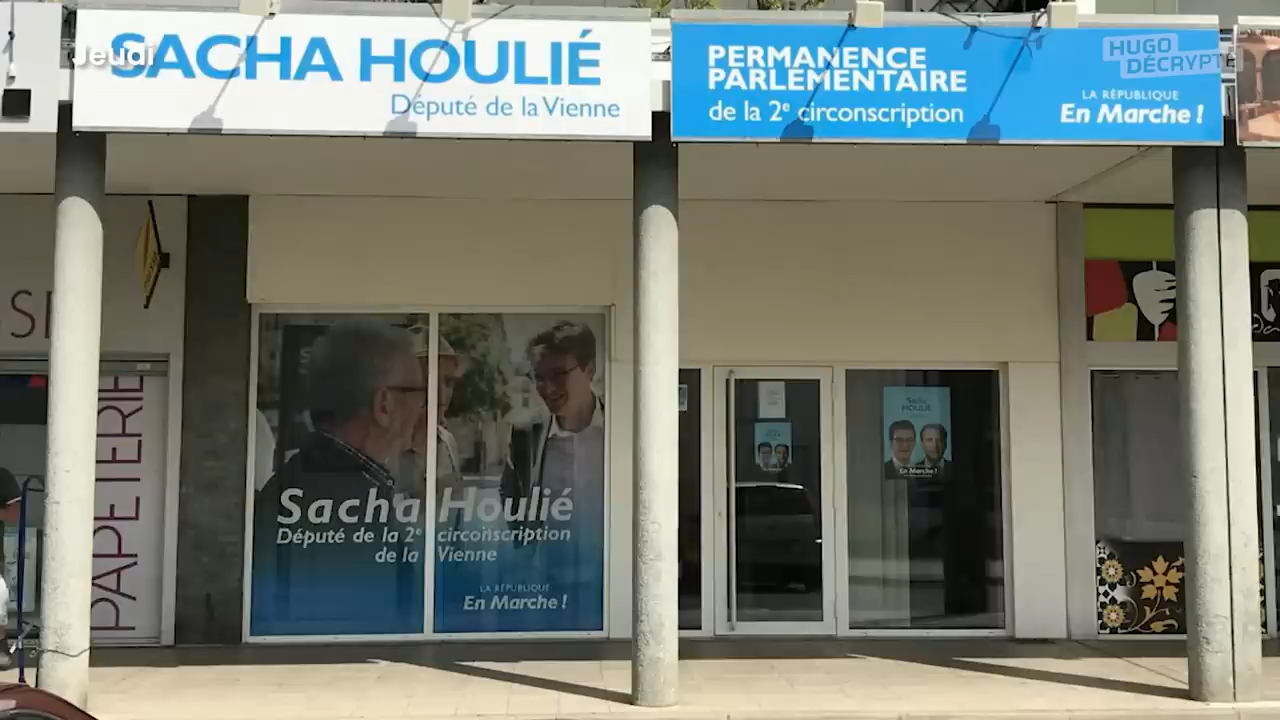 Jeudi
SACHA HOULIÉ
Député de la Vienne
PERMANENCE
PARLEMENTAIRE
de la 2e circonscription
LA RÉPUBLIQUE
En Marche !
HUGO
DÉCRYPTE
PAPETERIE
Sacha Houlié
Député de la 2e circonscription
de la Vienne
LA RÉPUBLIQUE
En Marche !
Sacha
HOULIÉ
En Marche !